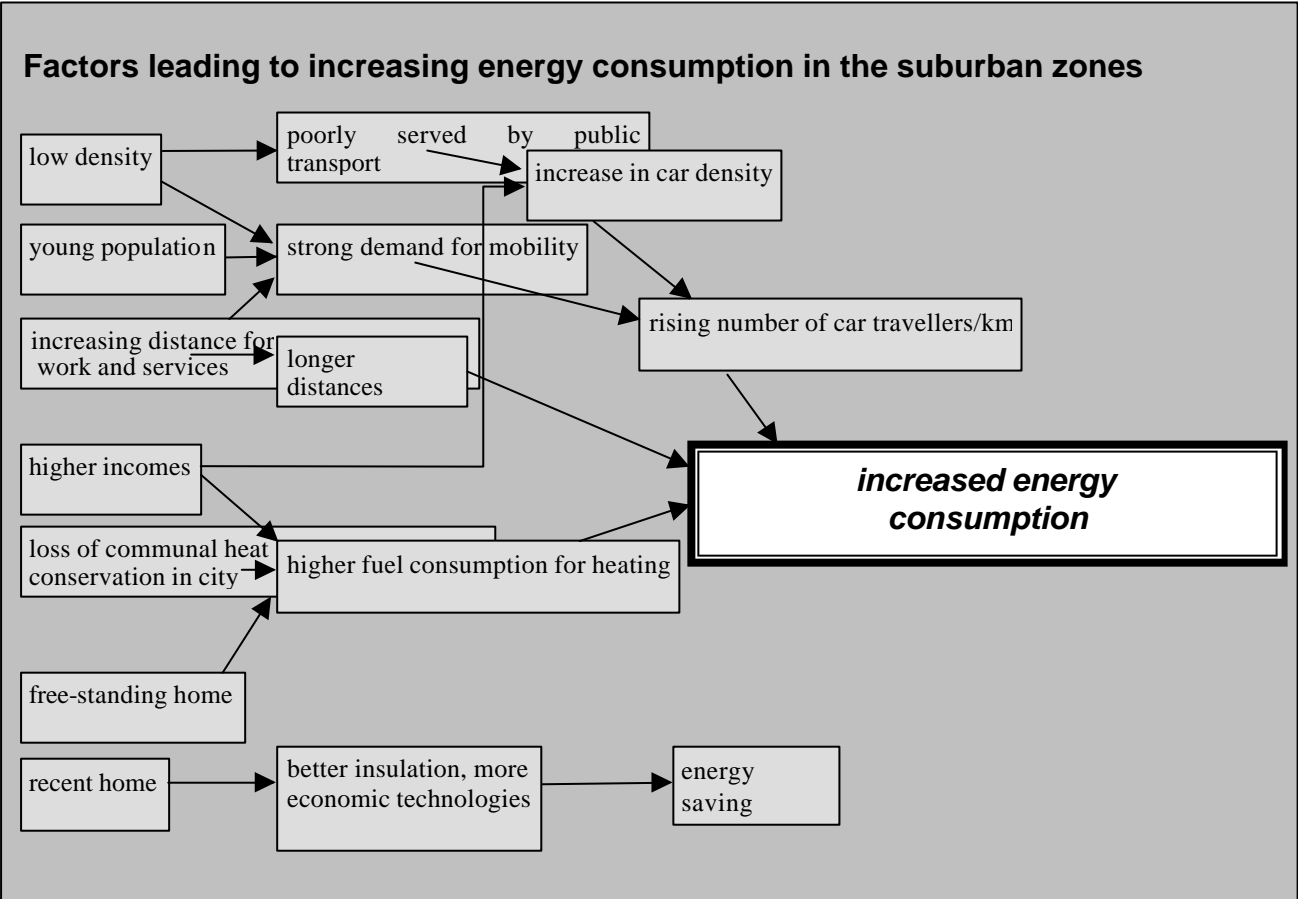 Factors leading to increasing energy consumption in the suburban zones
low density
poorly served by public
transport
increase in car density
young population
strong demand for mobility
rising number of car travellers/km
increasing distance for
work and services
longer
distances
higher incomes
increased energy
consumption
loss of communal heat
conservation in city
higher fuel consumption for heating
free-standing home
recent home
better insulation, more
economic technologies
energy
saving